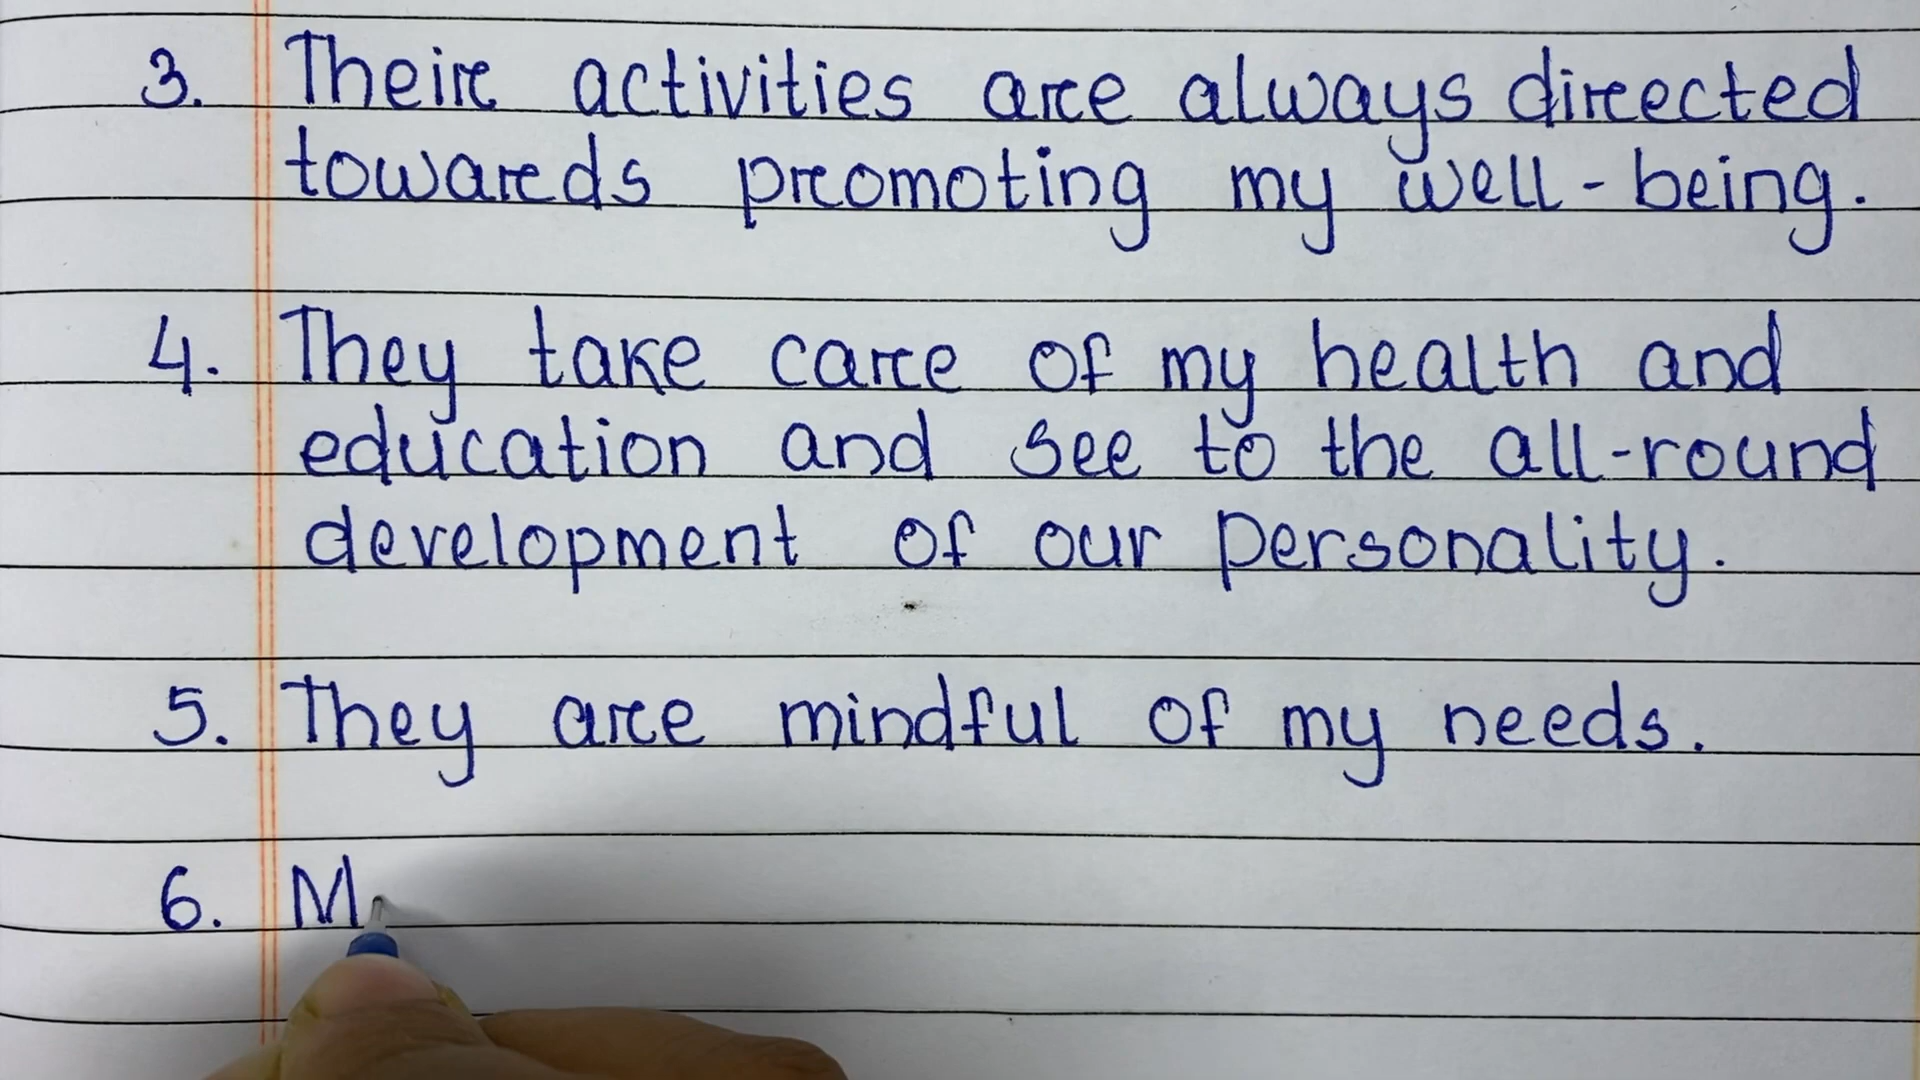 3. Their activities are always directed
towards promoting my well-being.
4. They take care of my health and
education and see to the all-round
development of our personality.
5. They are mindful of my needs.
6. M